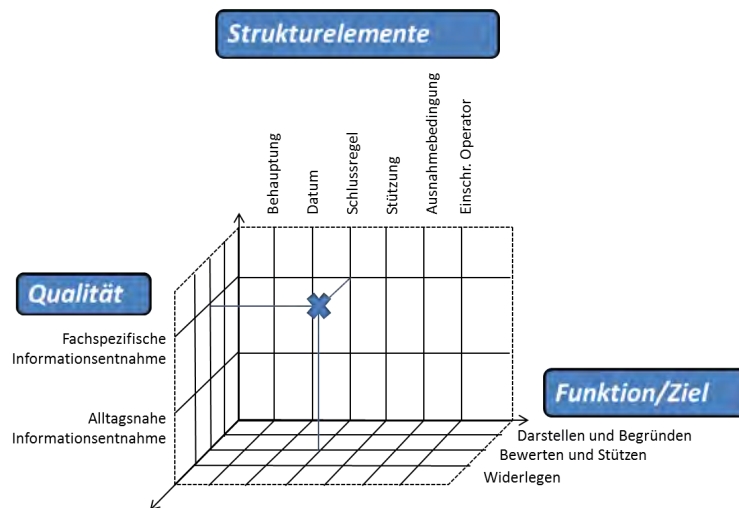 Strukturelemente
Behauptung
Datum
Schlussregel
Stützung
Ausnahmebedingung
Einschr. Operator
Qualität
Fachspezifische
Informationsentnahme
Alltagsnahe
Informationsentnahme
Funktion/Ziel
Darstellen und Begründen
Bewerten und Stützen
Widerlegen